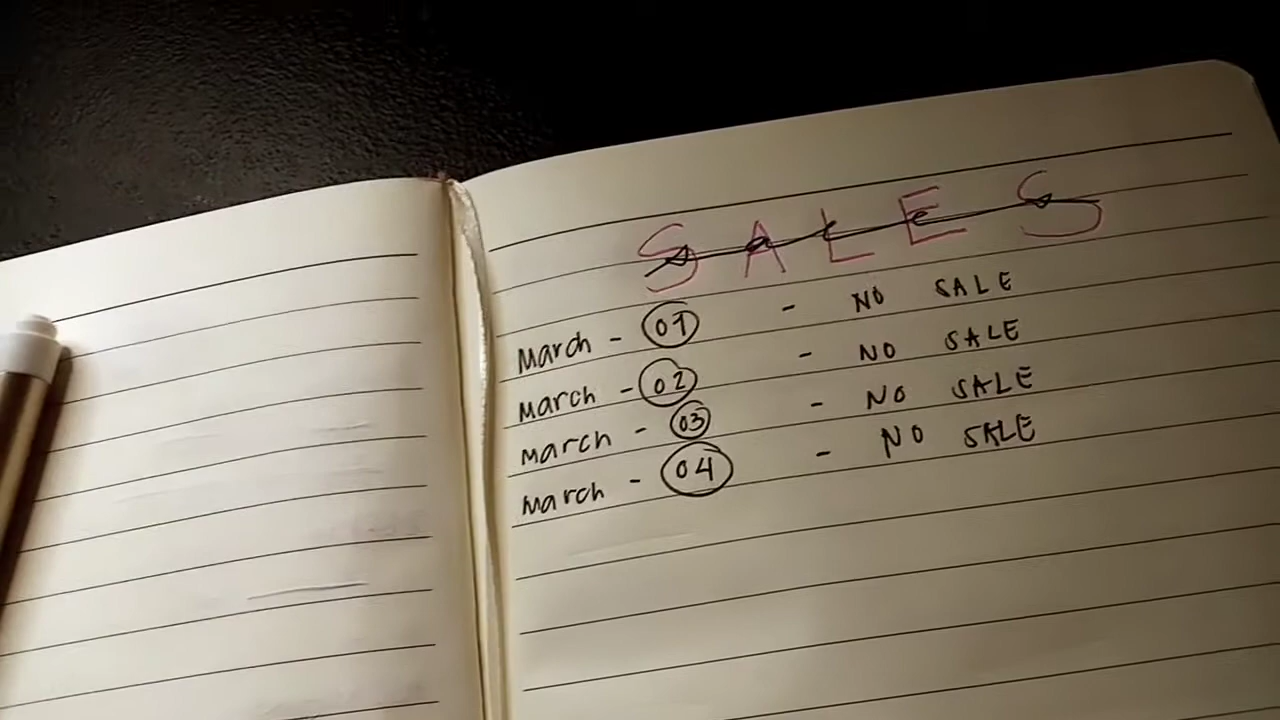 SALES
March - 01 - NO SALE
March - 02 - NO SALE
March - 03 - NO SALE
March - 04 - NO SALE